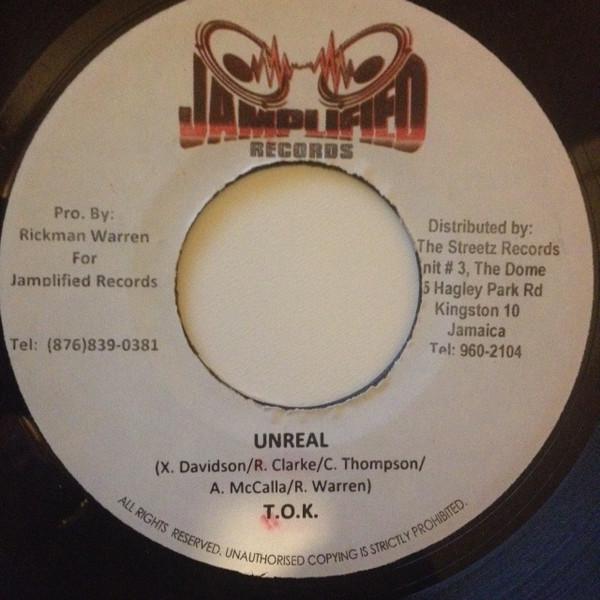 JAMPLIFIED
RECORDS
Pro. By:
Rickman Warren
For
Jamplified Records
Tel: (876)839-0381
Distributed by:
The Streetz Records
nit # 3, The Dome
5 Hagley Park Rd
Kingston 10
Jamaica
Tel: 960-2104
UNREAL
(X. Davidson/R. Clarke/C. Thompson/
A. McCalla/R. Warren)
T.O.K.
ALL RIGHTS RESERVED. UNAUTHORISED COPYING IS STRICTLY PROHIBITED.